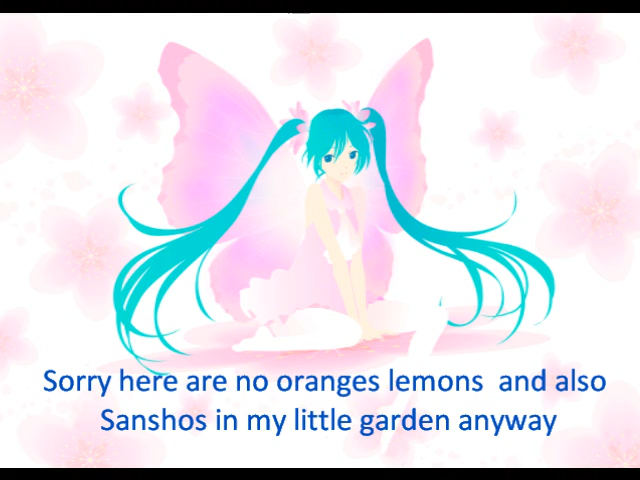 Sorry here are no oranges lemons  and also
Sanshos in my little garden anyway